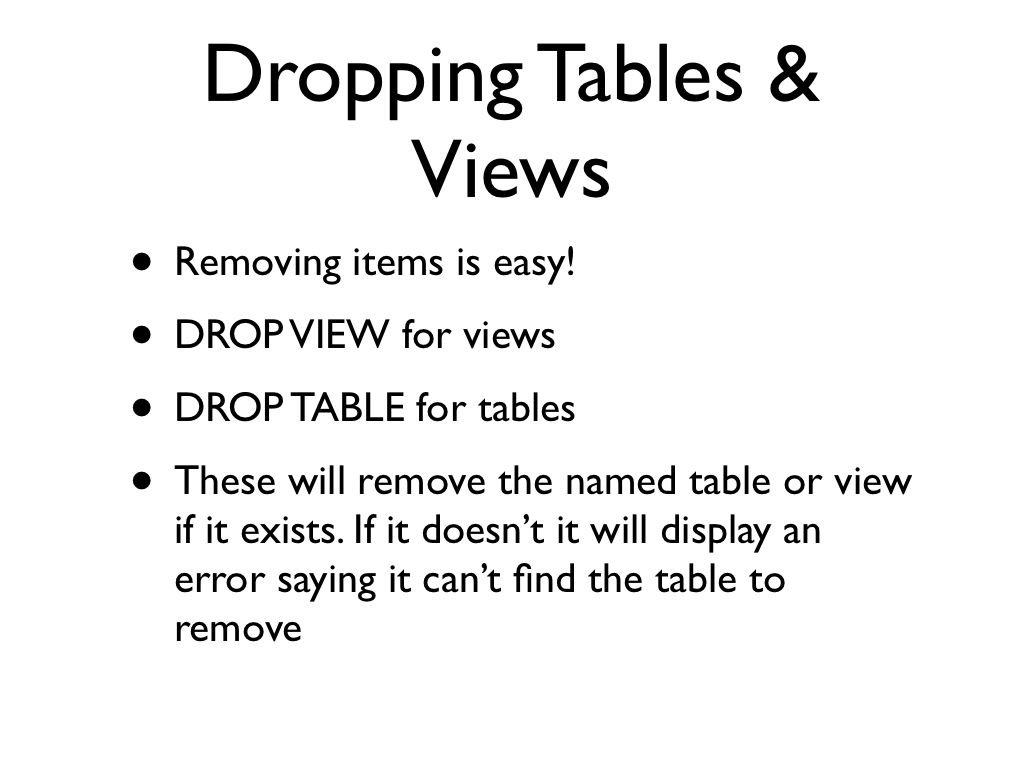 Dropping Tables &
Views
• Removing items is easy!
• DROP VIEW for views
• DROP TABLE for tables
• These will remove the named table or view
if it exists. If it doesn’t it will display an
error saying it can’t find the table to
remove